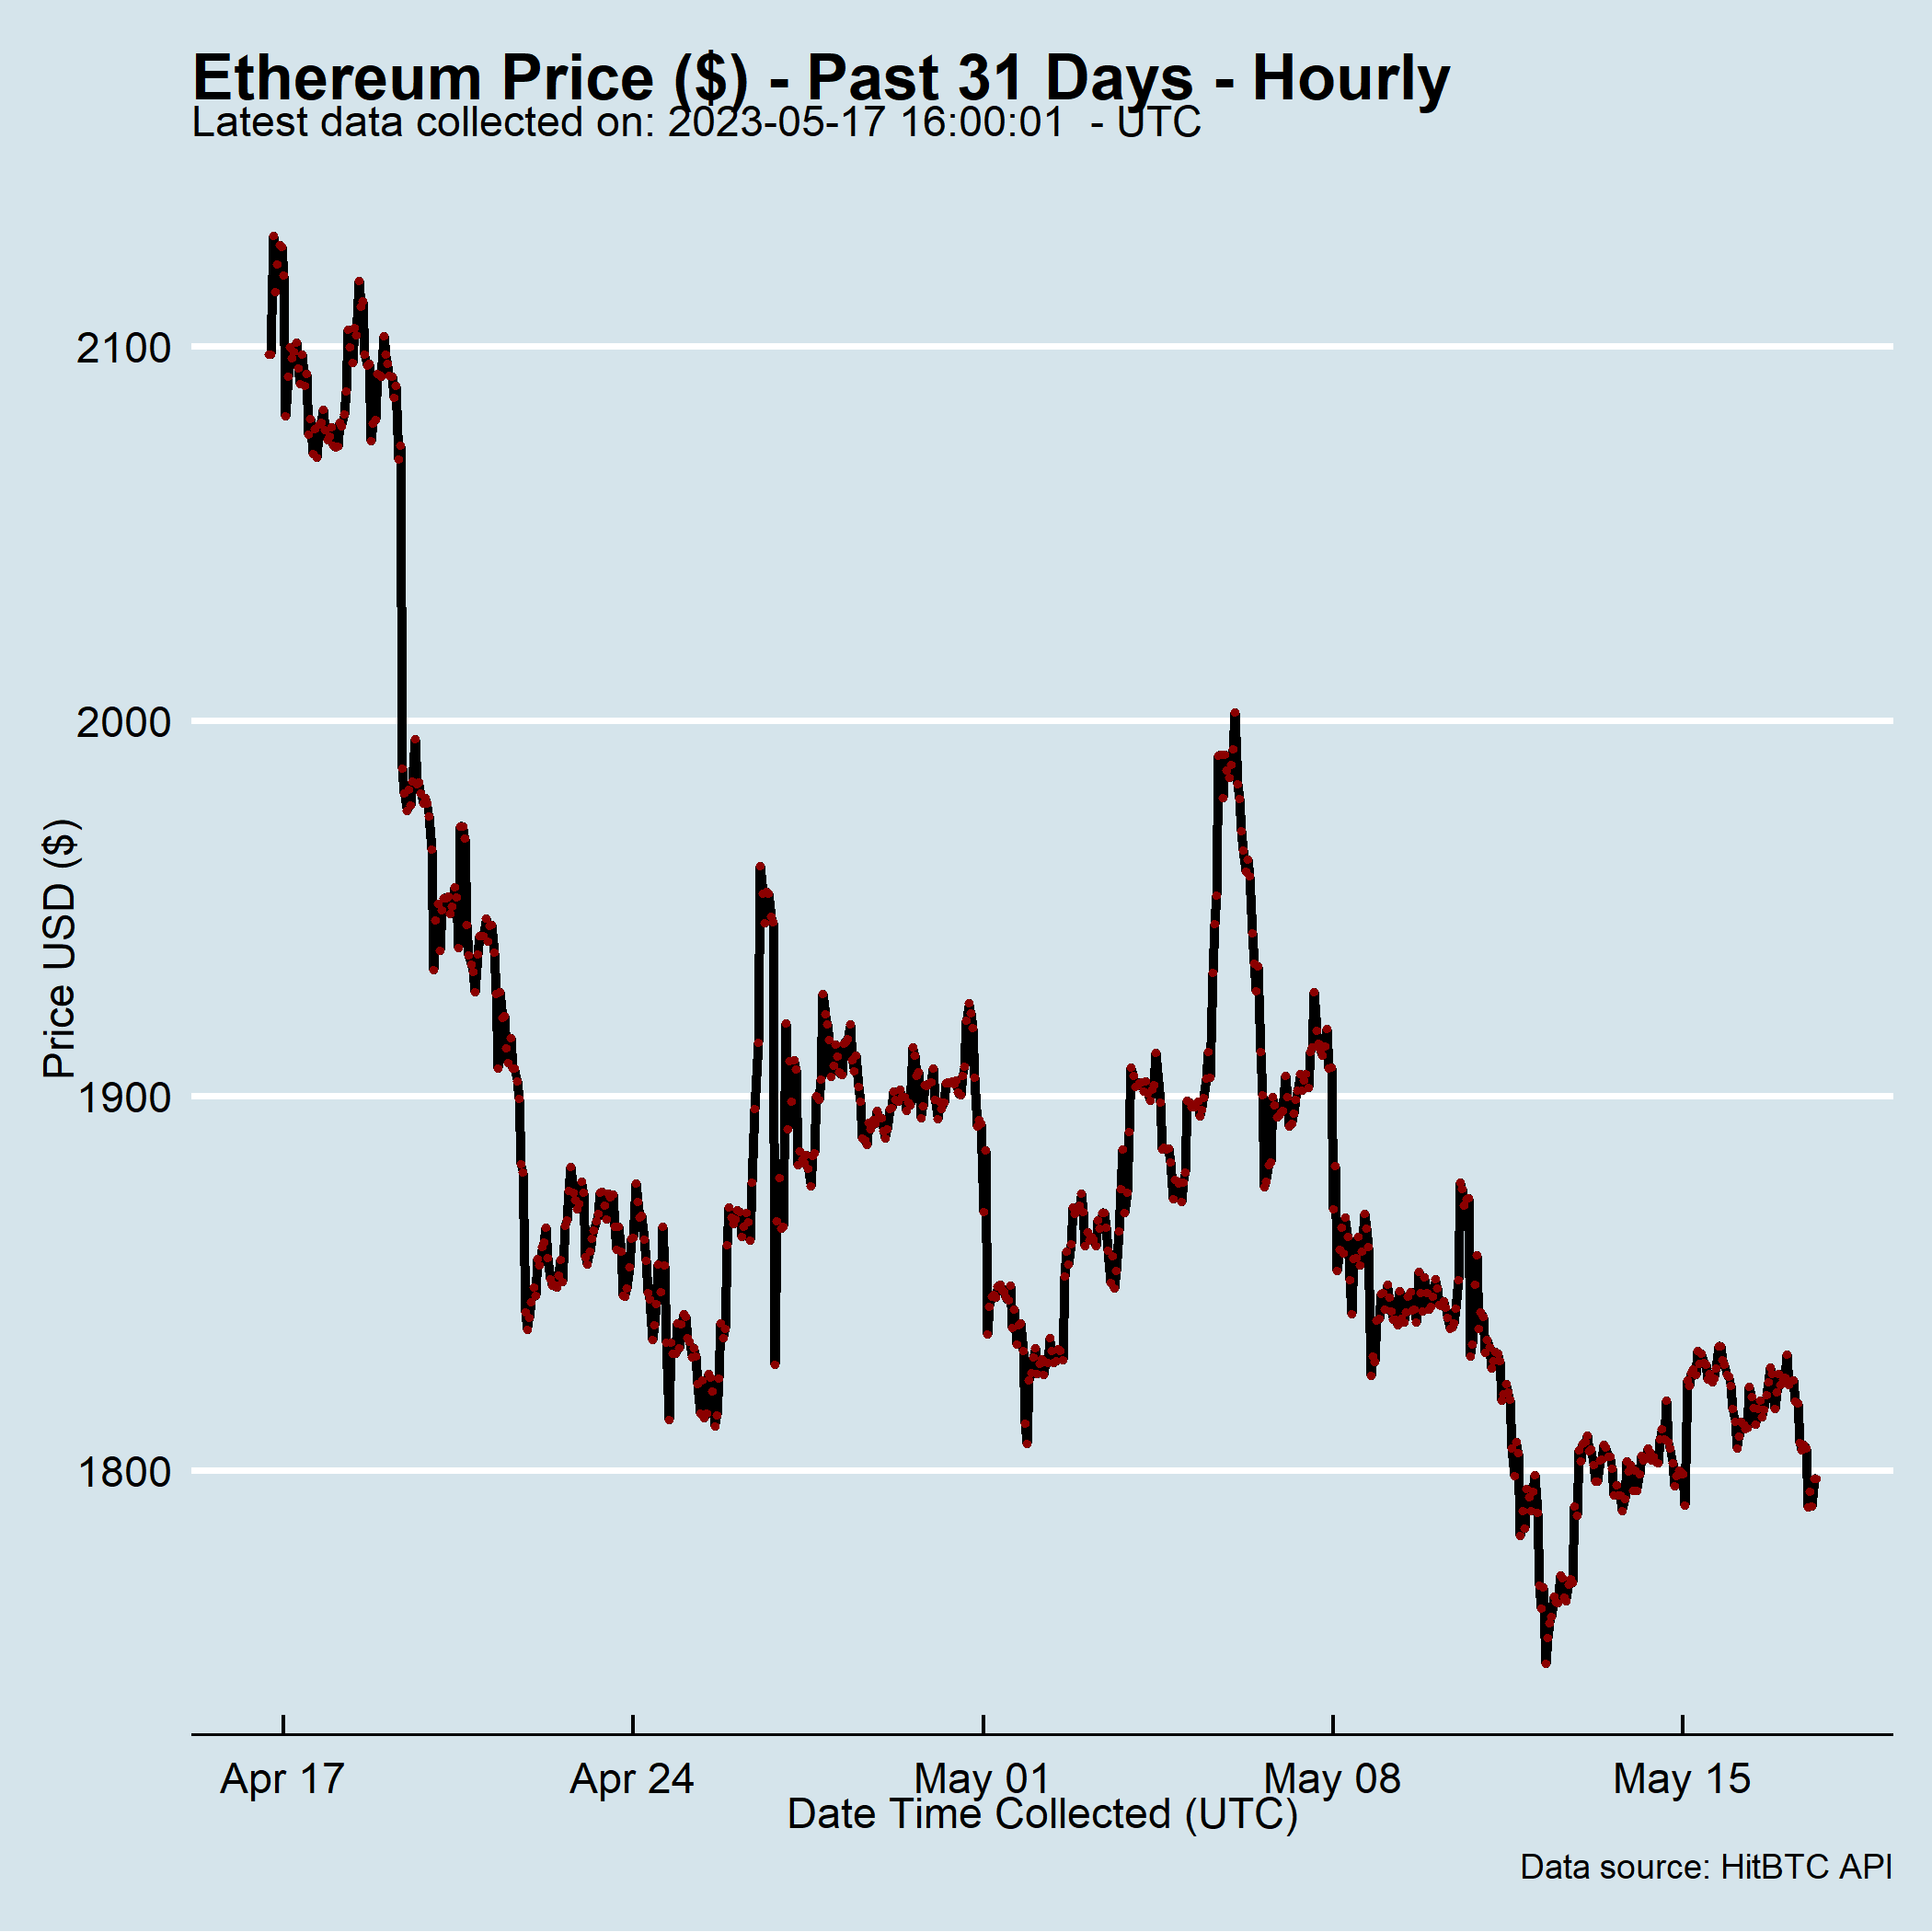 Ethereum Price ($) - Past 31 Days - Hourly
Latest data collected on: 2023-05-17 16:00:01  - UTC
2100
2000
1900
1800
Price USD ($)
Apr 17
Apr 24
May 01
May 08
May 15
Date Time Collected (UTC)
Data source: HitBTC API